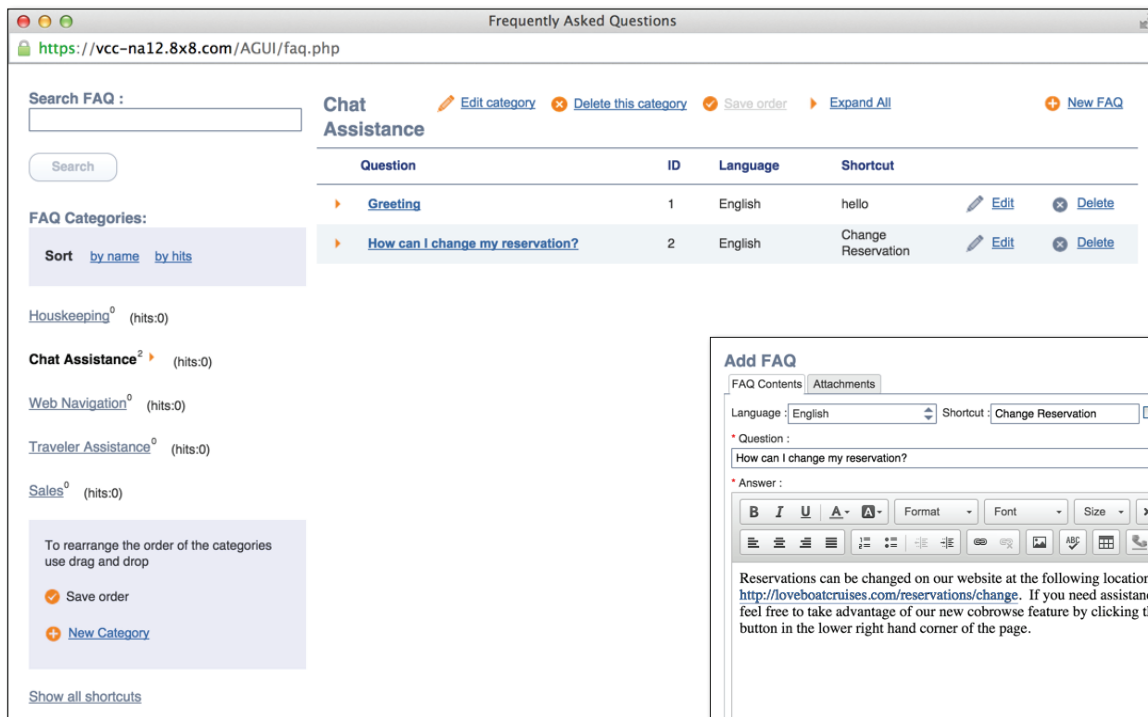 Frequently Asked Questions
https://vcc-na12.8x8.com/AGUI/faq.php
Search FAQ :
Search
FAQ Categories:
Sort by name by hits
Houskeeping0 (hits:0)
Chat Assistance2 (hits:0)
Web Navigation0 (hits:0)
Traveler Assistance0 (hits:0)
Sales0 (hits:0)
To rearrange the order of the categories
use drag and drop
Save order
New Category
Show all shortcuts
Chat
Assistance
Edit category Delete this category Save order Expand All New FAQ
Question ID Language Shortcut
Greeting 1 English hello Edit Delete
How can I change my reservation? 2 English Change Reservation Edit Delete
Add FAQ
FAQ Contents Attachments
Language : English Shortcut : Change Reservation
* Question :
How can I change my reservation?
* Answer :
B I U A A Format Font Size
ABC
Reservations can be changed on our website at the following location
http://loveboatcruises.com/reservations/change. If you need
feel free to take advantage of our new cobrowse feature by clicking
button in the lower right hand corner of the page.